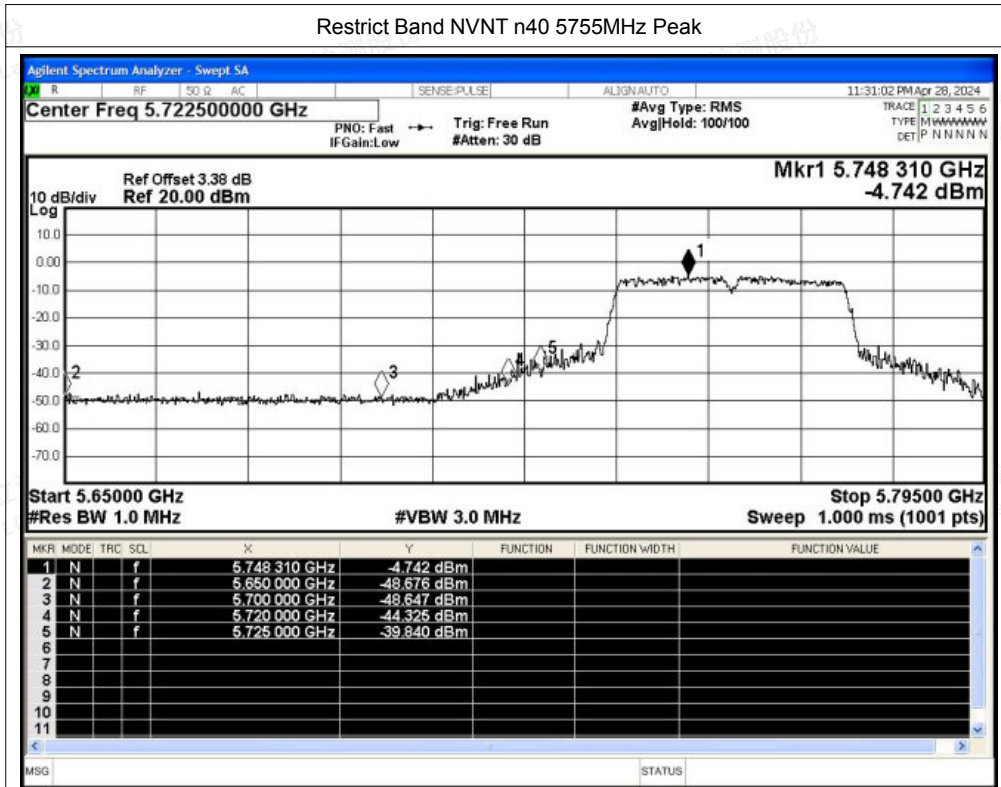 Restrict Band NVNT n40 5755MHz Peak
Agilent Spectrum Analyzer - Swept SA
R RF 50 Ω AC SENSE:PULSE ALIGNAUTO 11:31:02 PM Apr 28, 2024
Center Freq 5.722500000 GHz #Avg Type: RMS TRACE 1 2 3 4 5 6
PNO: Fast Trig: Free Run Avg|Hold: 100/100 TYPE M WWWWW
IFGain:Low #Atten: 30 dB DET P N N N N N
Mkr1 5.748 310 GHz
Ref Offset 3.38 dB
10 dB/div Ref 20.00 dBm -4.742 dBm
Log
10.0
1
0.00
-10.0
-20.0
-30.0
5
4
-40.0
2 3
-50.0
-60.0
-70.0
Start 5.65000 GHz Stop 5.79500 GHz
#Res BW 1.0 MHz #VBW 3.0 MHz Sweep 1.000 ms (1001 pts)
MKR MODE TRC SCL X Y FUNCTION FUNCTION WIDTH FUNCTION VALUE
1 N f 5.748 310 GHz -4.742 dBm
2 N f 5.650 000 GHz -48.676 dBm
3 N f 5.700 000 GHz -48.647 dBm
4 N f 5.720 000 GHz -44.325 dBm
5 N f 5.725 000 GHz -39.840 dBm
6
7
8
9
10
11
MSG STATUS